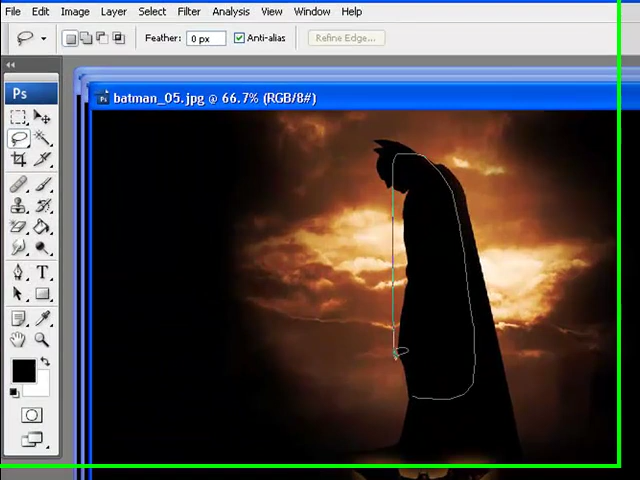 File Edit Image Layer Select Filter Analysis View Window Help
Feather: 0 px Anti-alias Refine Edge...
Ps
batman_05.jpg @ 66.7% (RGB/8#)
T